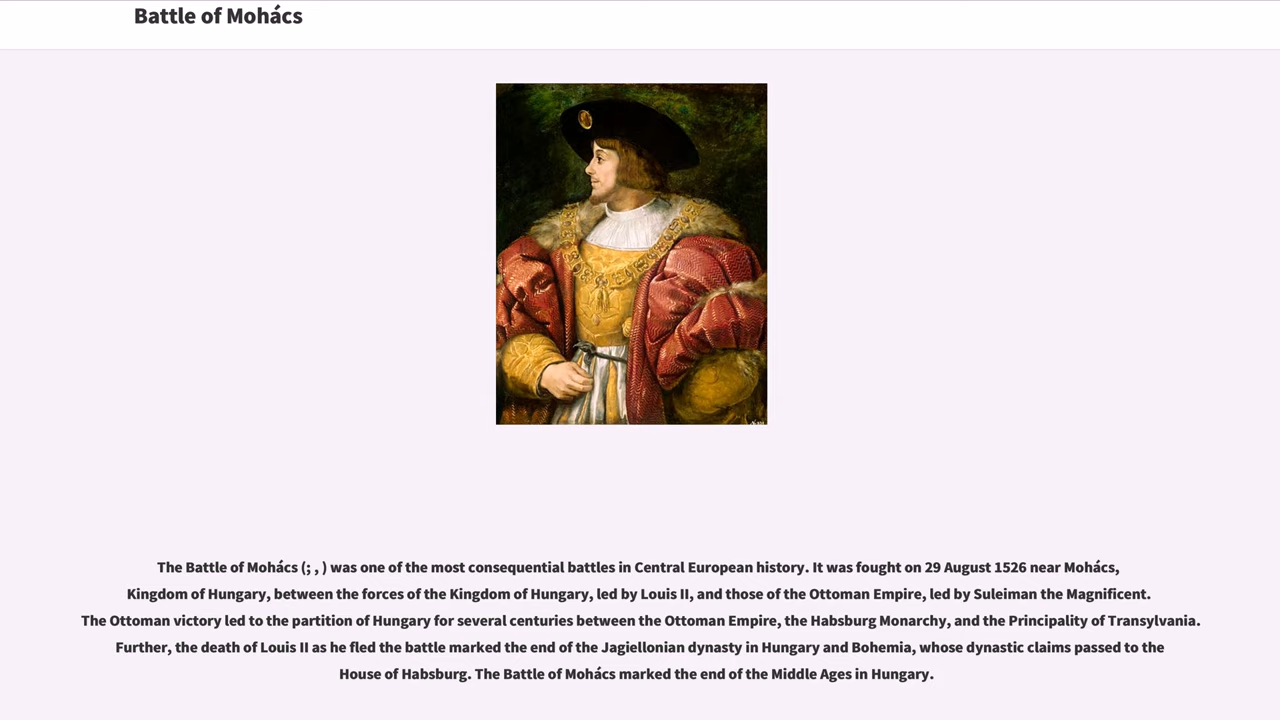 Battle of Mohács
The Battle of Mohács (; , ) was one of the most consequential battles in Central European history. It was fought on 29 August 1526 near Mohács,
Kingdom of Hungary, between the forces of the Kingdom of Hungary, led by Louis II, and those of the Ottoman Empire, led by Suleiman the Magnificent.
The Ottoman victory led to the partition of Hungary for several centuries between the Ottoman Empire, the Habsburg Monarchy, and the Principality of Transylvania.
Further, the death of Louis II as he fled the battle marked the end of the Jagiellonian dynasty in Hungary and Bohemia, whose dynastic claims passed to the
House of Habsburg. The Battle of Mohács marked the end of the Middle Ages in Hungary.